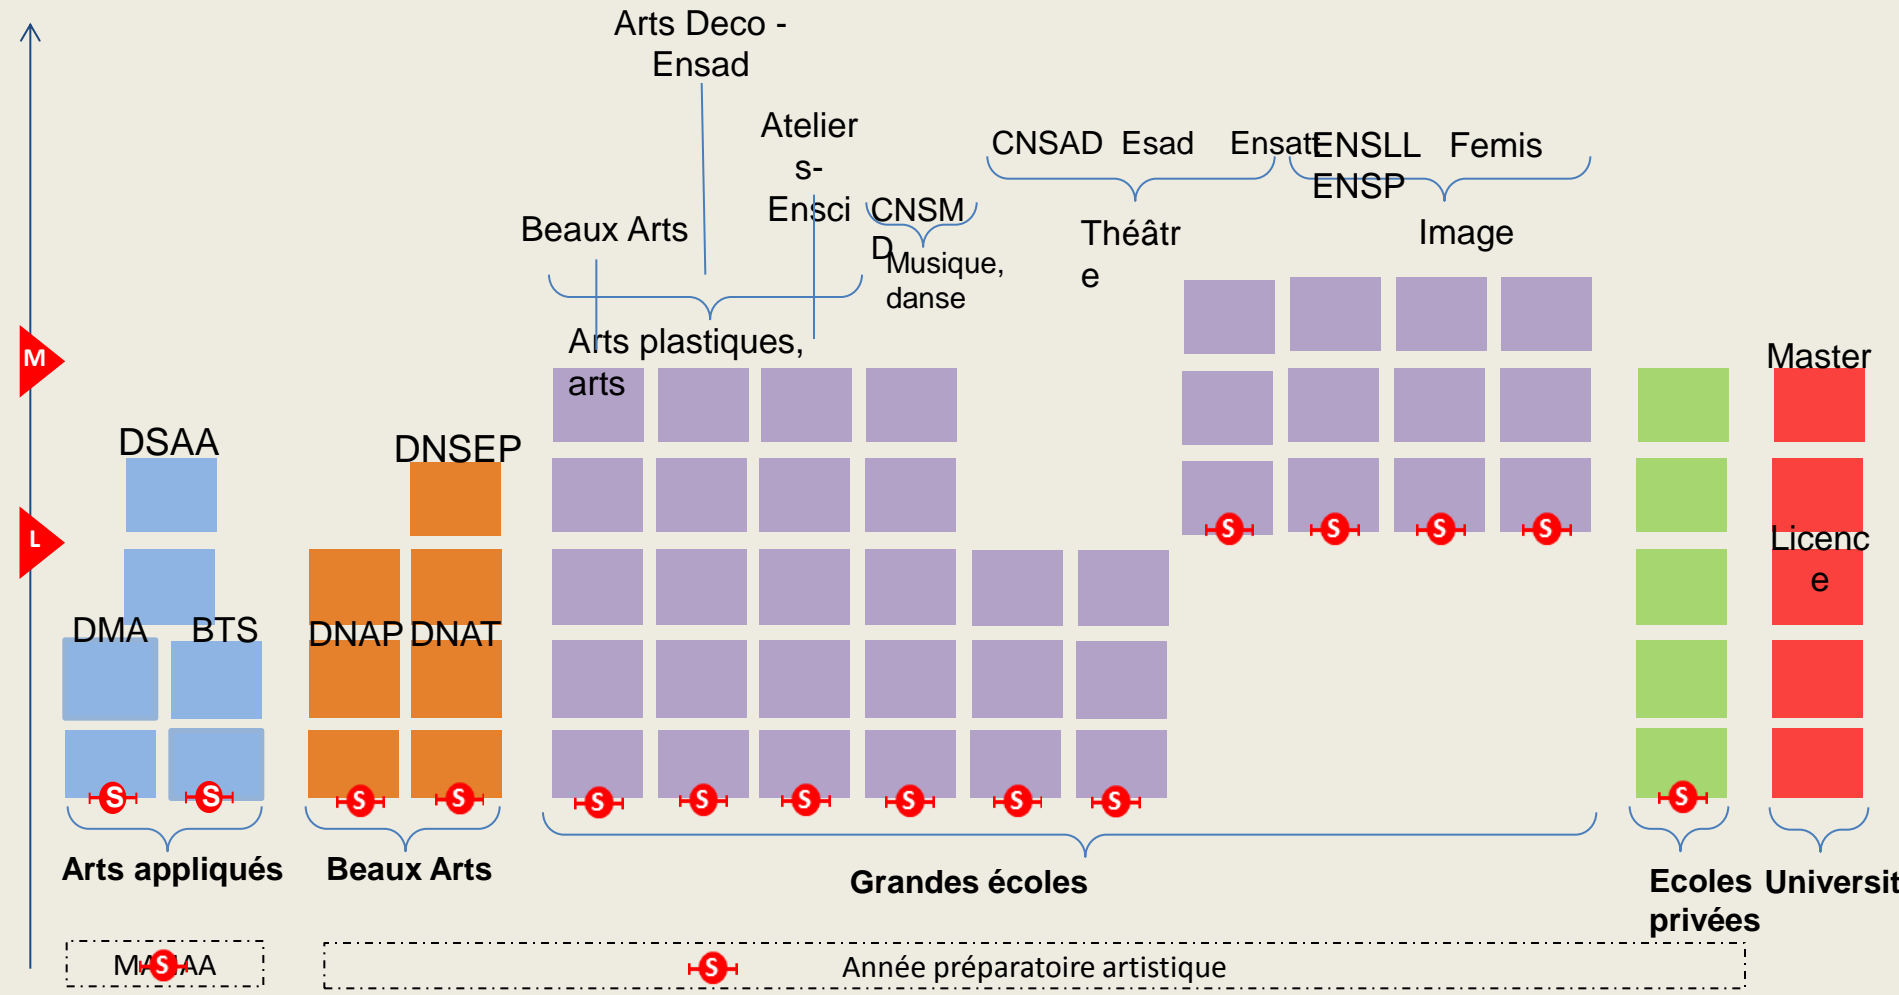 Arts Deco -
Ensad
Atelier
s-
Ensci
CNSAD Esad Ensatt
ENSLL Femis
ENSP
Beaux Arts
CNSM
D
Musique,
danse
Théâtr
e
Image
Arts plastiques,
arts
M
Master
DSAA
DNSEP
L
Licenc
e
DMA BTS
DNAP DNAT
S S S S S S
S S S S S S S S S S S
Arts appliqués
Beaux Arts
Grandes écoles
Ecoles
privées
Universit
S
S Année préparatoire artistique